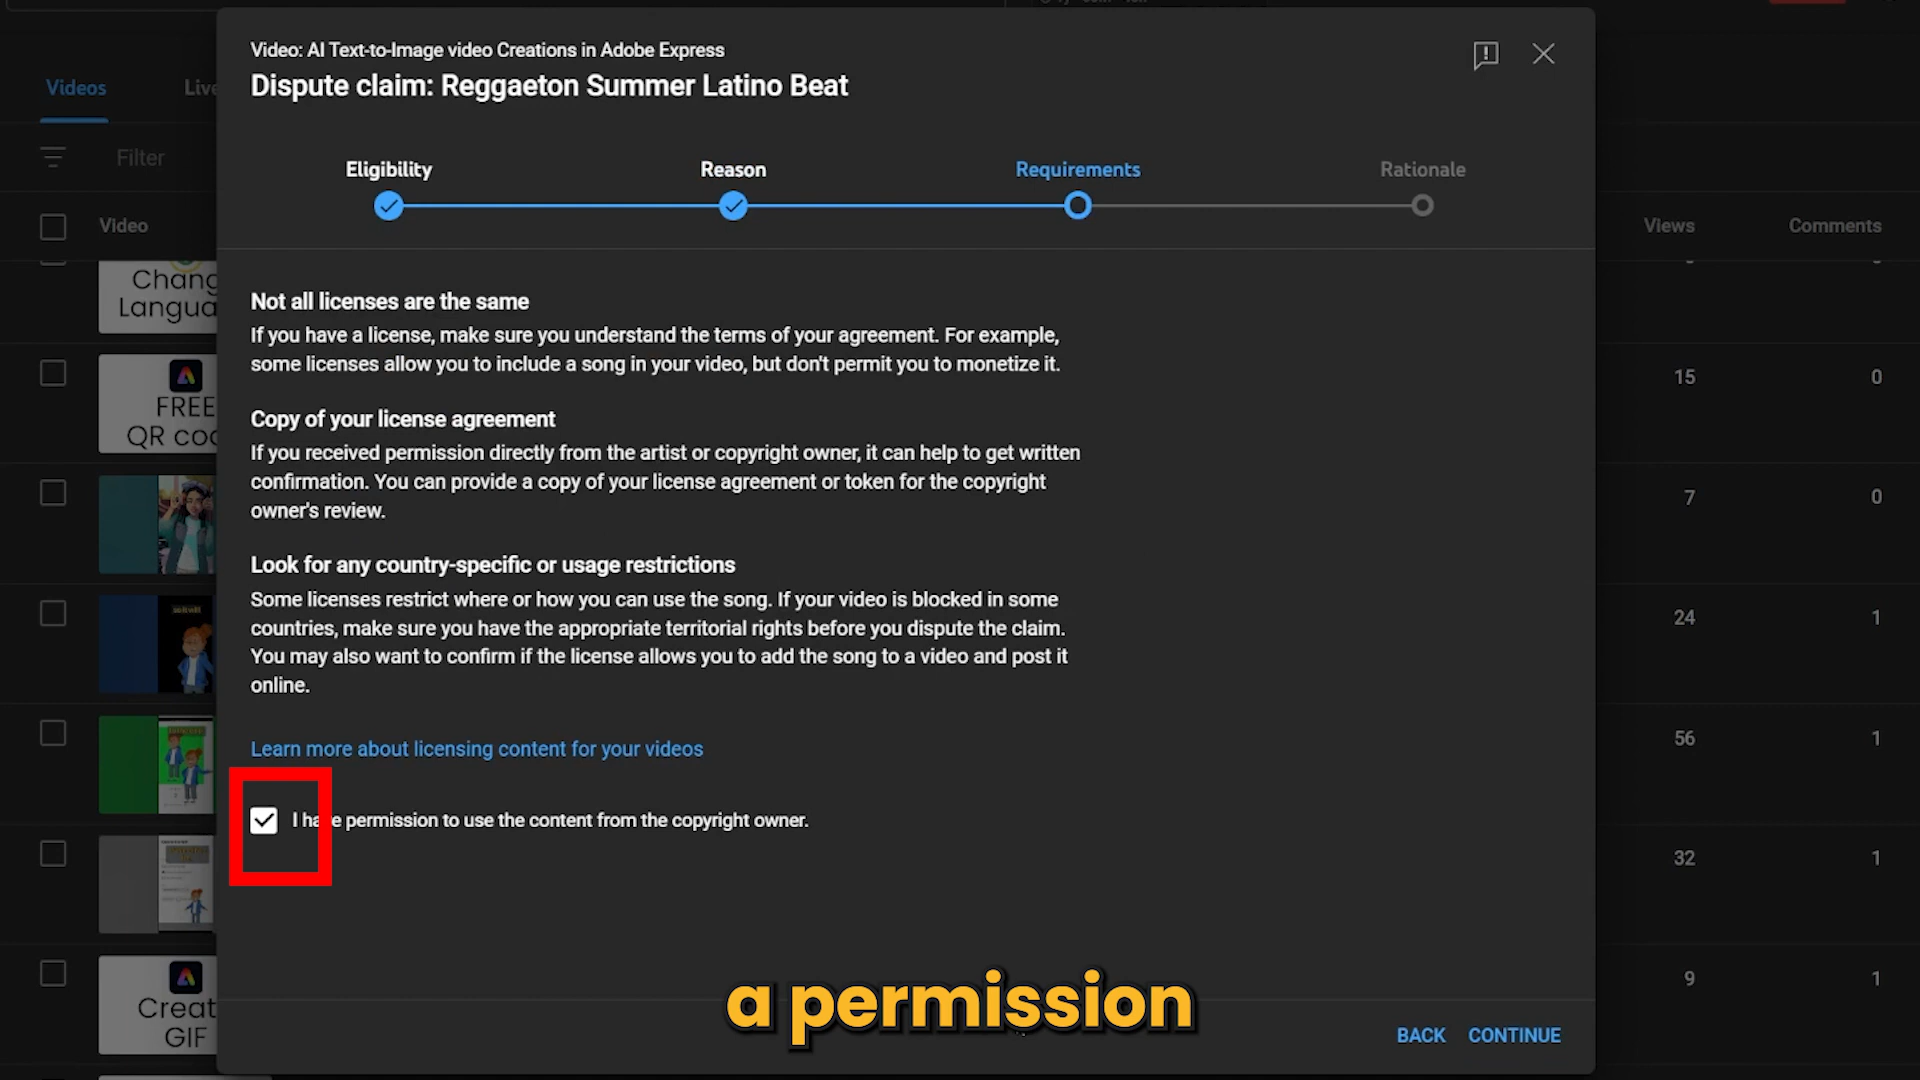 Video: AI Text-to-Image video Creations in Adobe Express
Dispute claim: Reggaeton Summer Latino Beat
Videos
Live
Eligibility
Reason
Requirements
Rationale
Filter
Video
Views
Comments
Chang
Langua
Not all licenses are the same
If you have a license, make sure you understand the terms of your agreement. For example,
some licenses allow you to include a song in your video, but don't permit you to monetize it.
FREE
QR coc
15
0
Copy of your license agreement
If you received permission directly from the artist or copyright owner, it can help to get written
confirmation. You can provide a copy of your license agreement or token for the copyright
owner's review.
7
0
Look for any country-specific or usage restrictions
Some licenses restrict where or how you can use the song. If your video is blocked in some
countries, make sure you have the appropriate territorial rights before you dispute the claim.
You may also want to confirm if the license allows you to add the song to a video and post it
online.
24
1
Learn more about licensing content for your videos
56
1
I have permission to use the content from the copyright owner.
32
1
Creat
GIF
9
1
a permission
BACK
CONTINUE